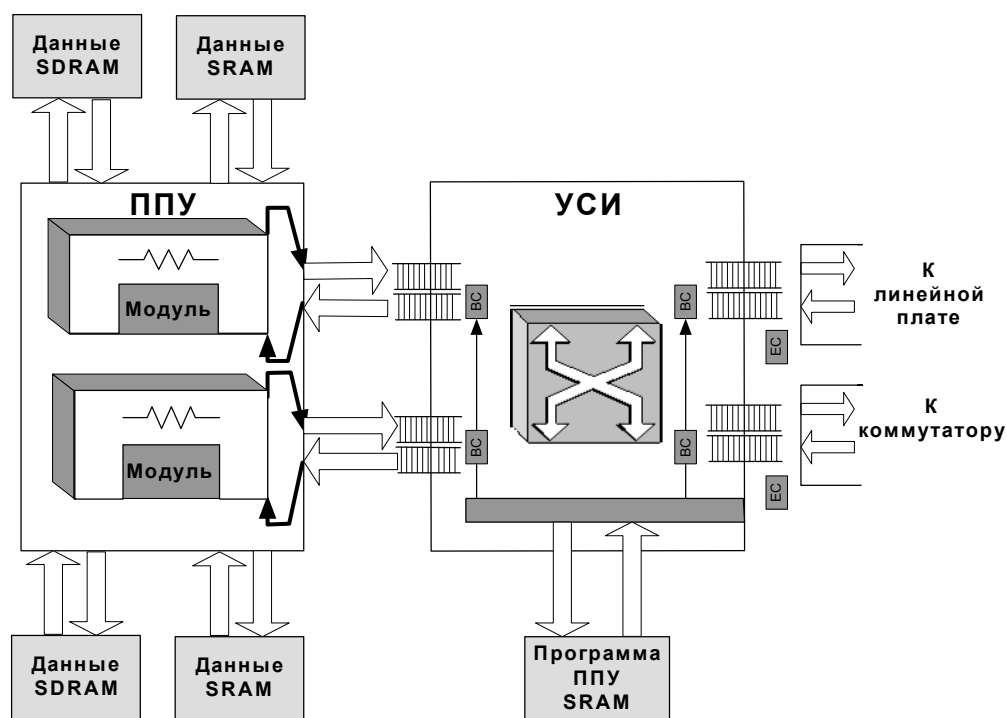 Данные
SDRAM
Данные
SRAM
ППУ
УСИ
Модуль
Модуль
ВС
ВС
ВС
ВС
ЕС
ЕС
К
линейной
плате
К
коммутатору
Данные
SDRAM
Данные
SRAM
Программа
ППУ
SRAM